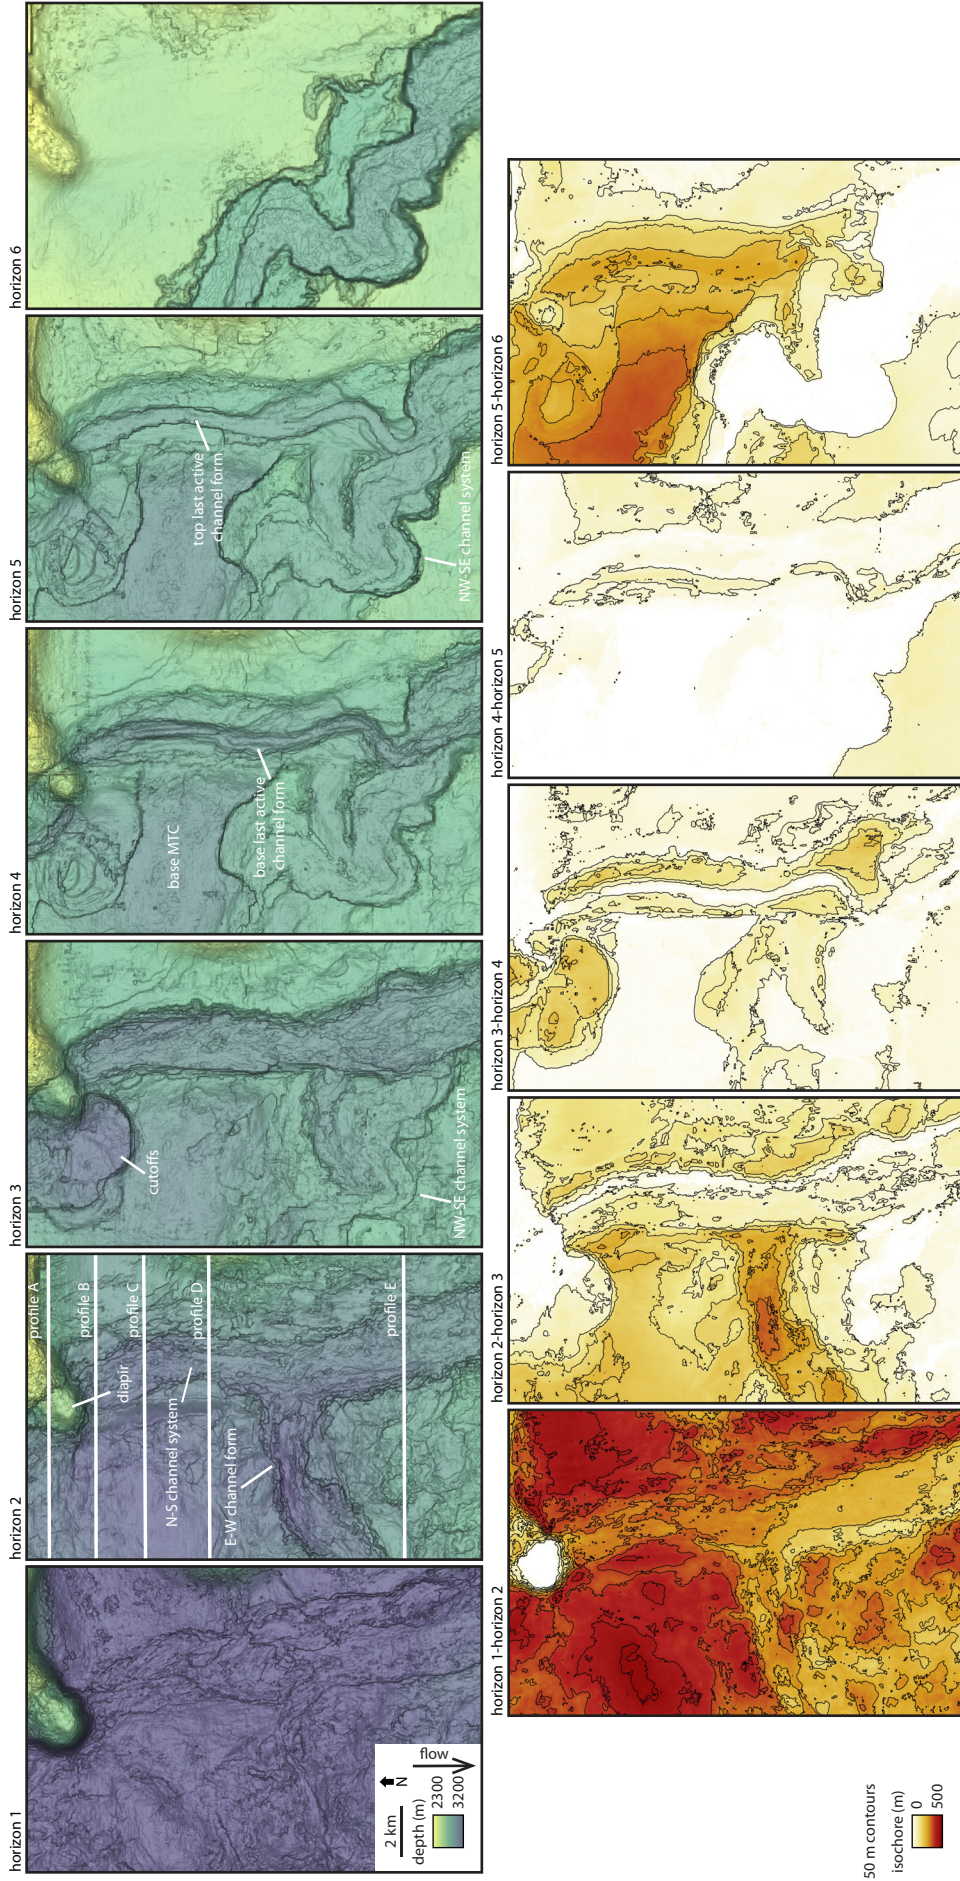 horizon 1
horizon 2
horizon 3
horizon 4
horizon 5
horizon 6
2 km
N
flow
depth (m)
2300
3200
profile A
profile B
profile C
profile D
profile E
diapir
N-S channel system
E-W channel form
cutoffs
NW-SE channel system
base MTC
base last active
channel form
top last active
channel form
NW-SE channel system
horizon 1-horizon 2
horizon 2-horizon 3
horizon 3-horizon 4
horizon 4-horizon 5
horizon 5-horizon 6
50 m contours
isochore (m)
0
500